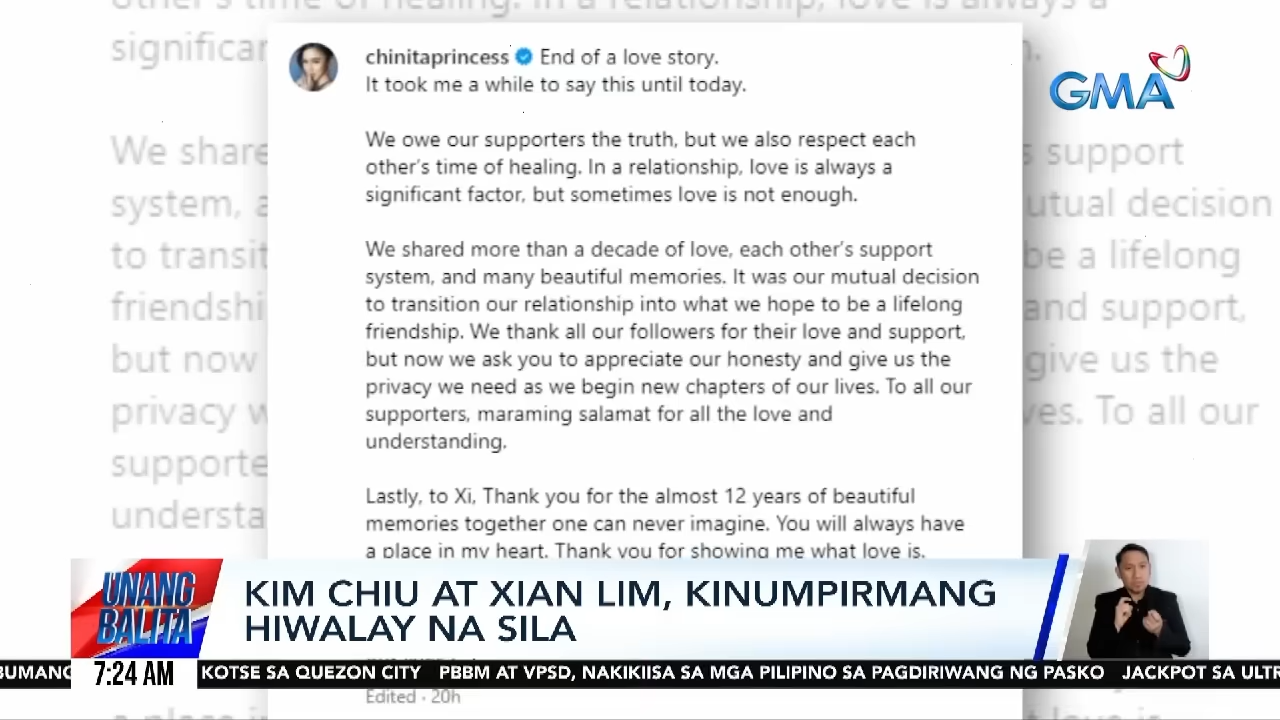 chinitaprincess End of a love story.
It took me a while to say this until today.
We owe our supporters the truth, but we also respect each
other's time of healing. In a relationship, love is always a
significant factor, but sometimes love is not enough.
We shared more than a decade of love, each other's support
system, and many beautiful memories. It was our mutual decision
to transition our relationship into what we hope to be a lifelong
friendship. We thank all our followers for their love and support,
but now we ask you to appreciate our honesty and give us the
privacy we need as we begin new chapters of our lives. To all our
supporters, maraming salamat for all the love and
understanding.
Lastly, to Xi, Thank you for the almost 12 years of beautiful
memories together one can never imagine. You will always have
a place in my heart. Thank you for showing me what love is.
GMA
UNANG
BALITA
KIM CHIU AT XIAN LIM, KINUMPIRMANG
HIWALAY NA SILA
7:24 AM
KOTSE SA QUEZON CITY PBBM AT VPSD, NAKIKIISA SA MGA PILIPINO SA PAGDIRIWANG NG PASKO JACKPOT SA ULTR
Edited · 20h